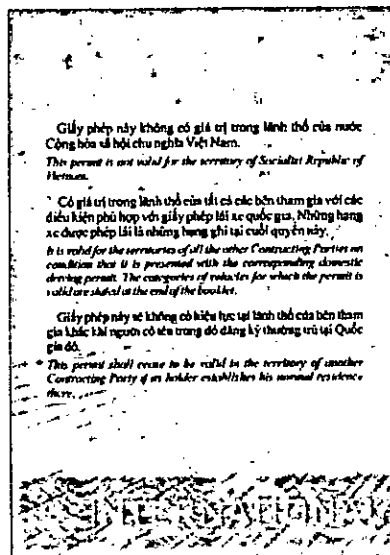 Giấy phép này không có giá trị trong lãnh thổ của nước
Cộng hòa xã hội chủ nghĩa Việt Nam.
This permit is not valid for the territory of Socialist Republic of
Vietnam.
Có giá trị trong lãnh thổ của tất cả các bên tham gia với các
điều kiện phù hợp với giấy phép lái xe quốc gia. Những hạng
xe được phép lái là những hạng ghi tại cuối quyển này.
It is valid for the territories of all the other Contracting Parties on
condition that it is presented with the corresponding domestic
driving permit. The categories of vehicles for which the permit is
valid are stated at the end of the booklet.
Giấy phép này sẽ không có hiệu lực tại lãnh thổ của bên tham
gia khác khi người có tên trong đó đăng ký thường trú tại Quốc
gia đó.
This permit shall cease to be valid in the territory of another
Contracting Party if its holder establishes his normal residence
there.